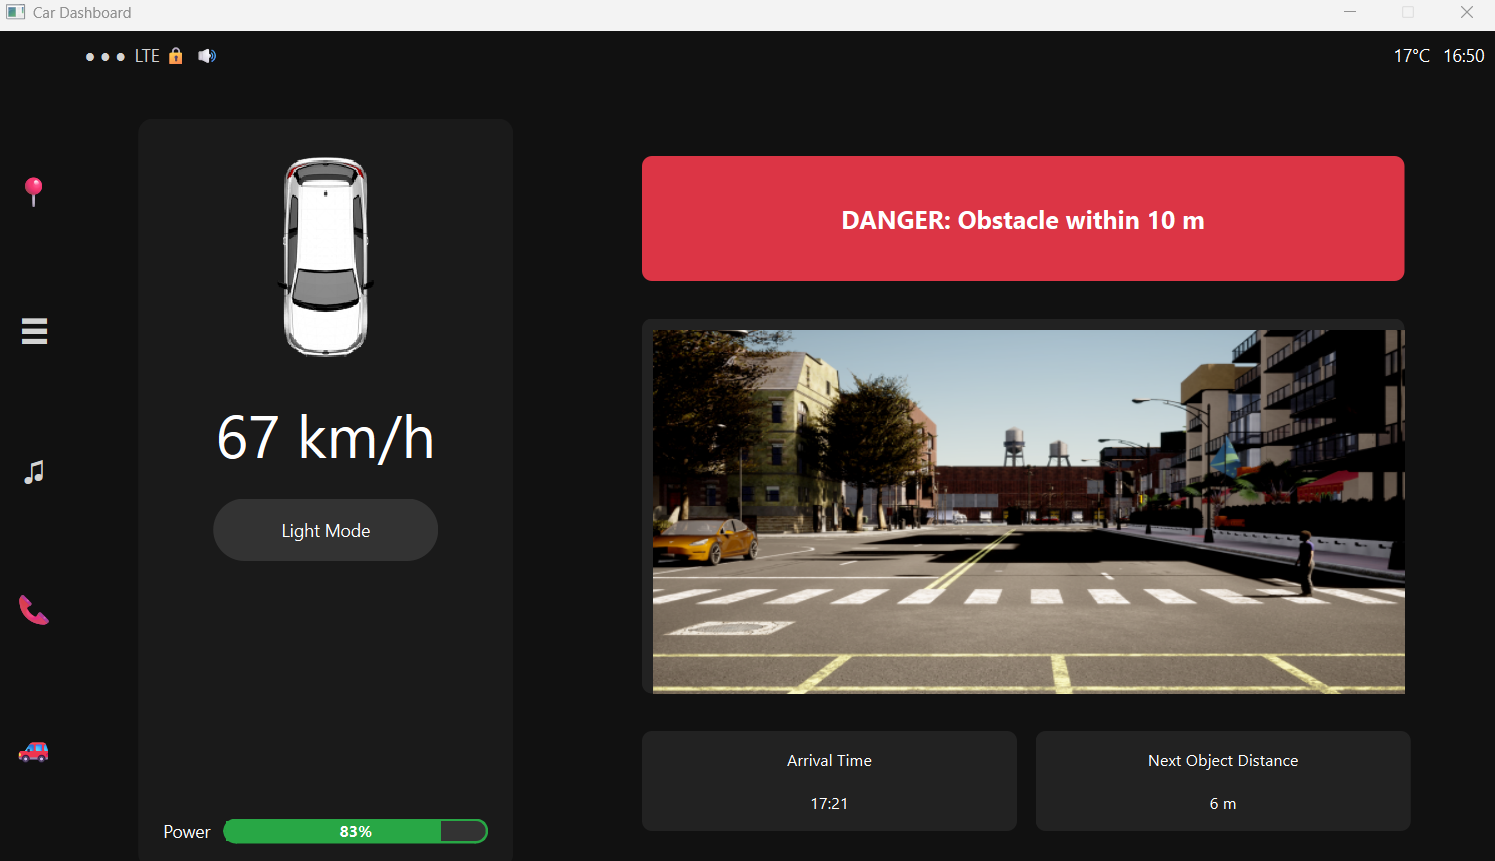 Car Dashboard
LTE
17°C 16:50
DANGER: Obstacle within 10 m
67 km/h
Light Mode
Arrival Time
17:21
Next Object Distance
6 m
Power 83%